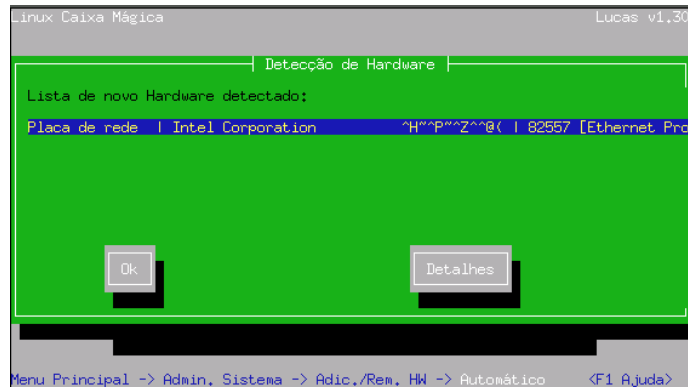 Linux Caixa Mágica Lucas v1.30
Detecção de Hardware
Lista de novo Hardware detectado:
Placa de rede | Intel Corporation ^H"^P"^Z^^@( | 82557 [Ethernet Pro
Ok Detalhes
Menu Principal -> Admin. Sistema -> Adic./Rem. HW -> Automático <F1 Ajuda>